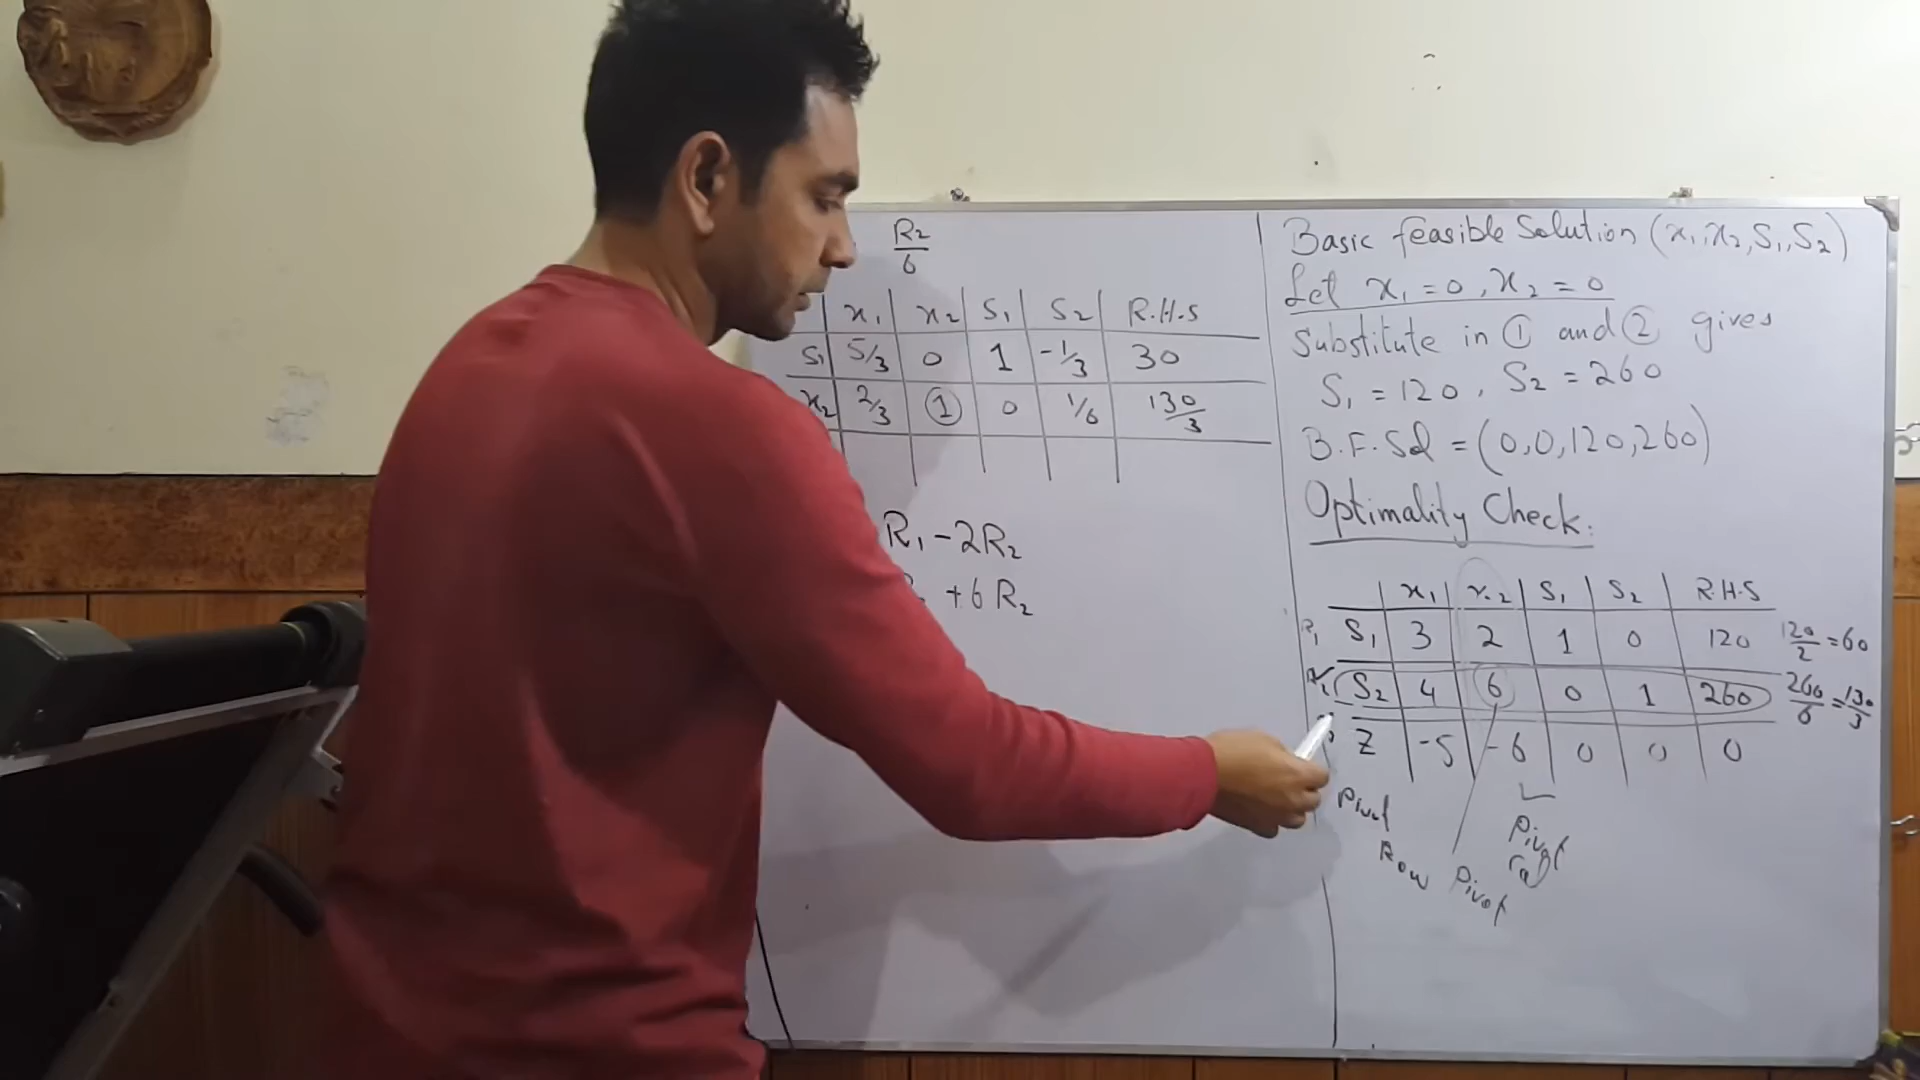 R2
6
x1 x2 S1 S2 R.H.S
S1 5/3 0 1 -1/3 30
x2 2/3 1 0 1/6 130/3
R1 - 2R2
+ 6R2
Basic feasible Solution (x1, x2, S1, S2)
Let x1 = 0, x2 = 0
Substitute in ① and ② gives
S1 = 120, S2 = 260
B.F.Sol = (0,0,120,260)
Optimality Check:
x1 x2 S1 S2 R.H.S
R1 S1 3 2 1 0 120 120/2 = 60
R2 S2 4 6 0 1 260 260/6 = 130/3
Z -5 -6 0 0 0
Pivot
Row
Pivot
Pivot